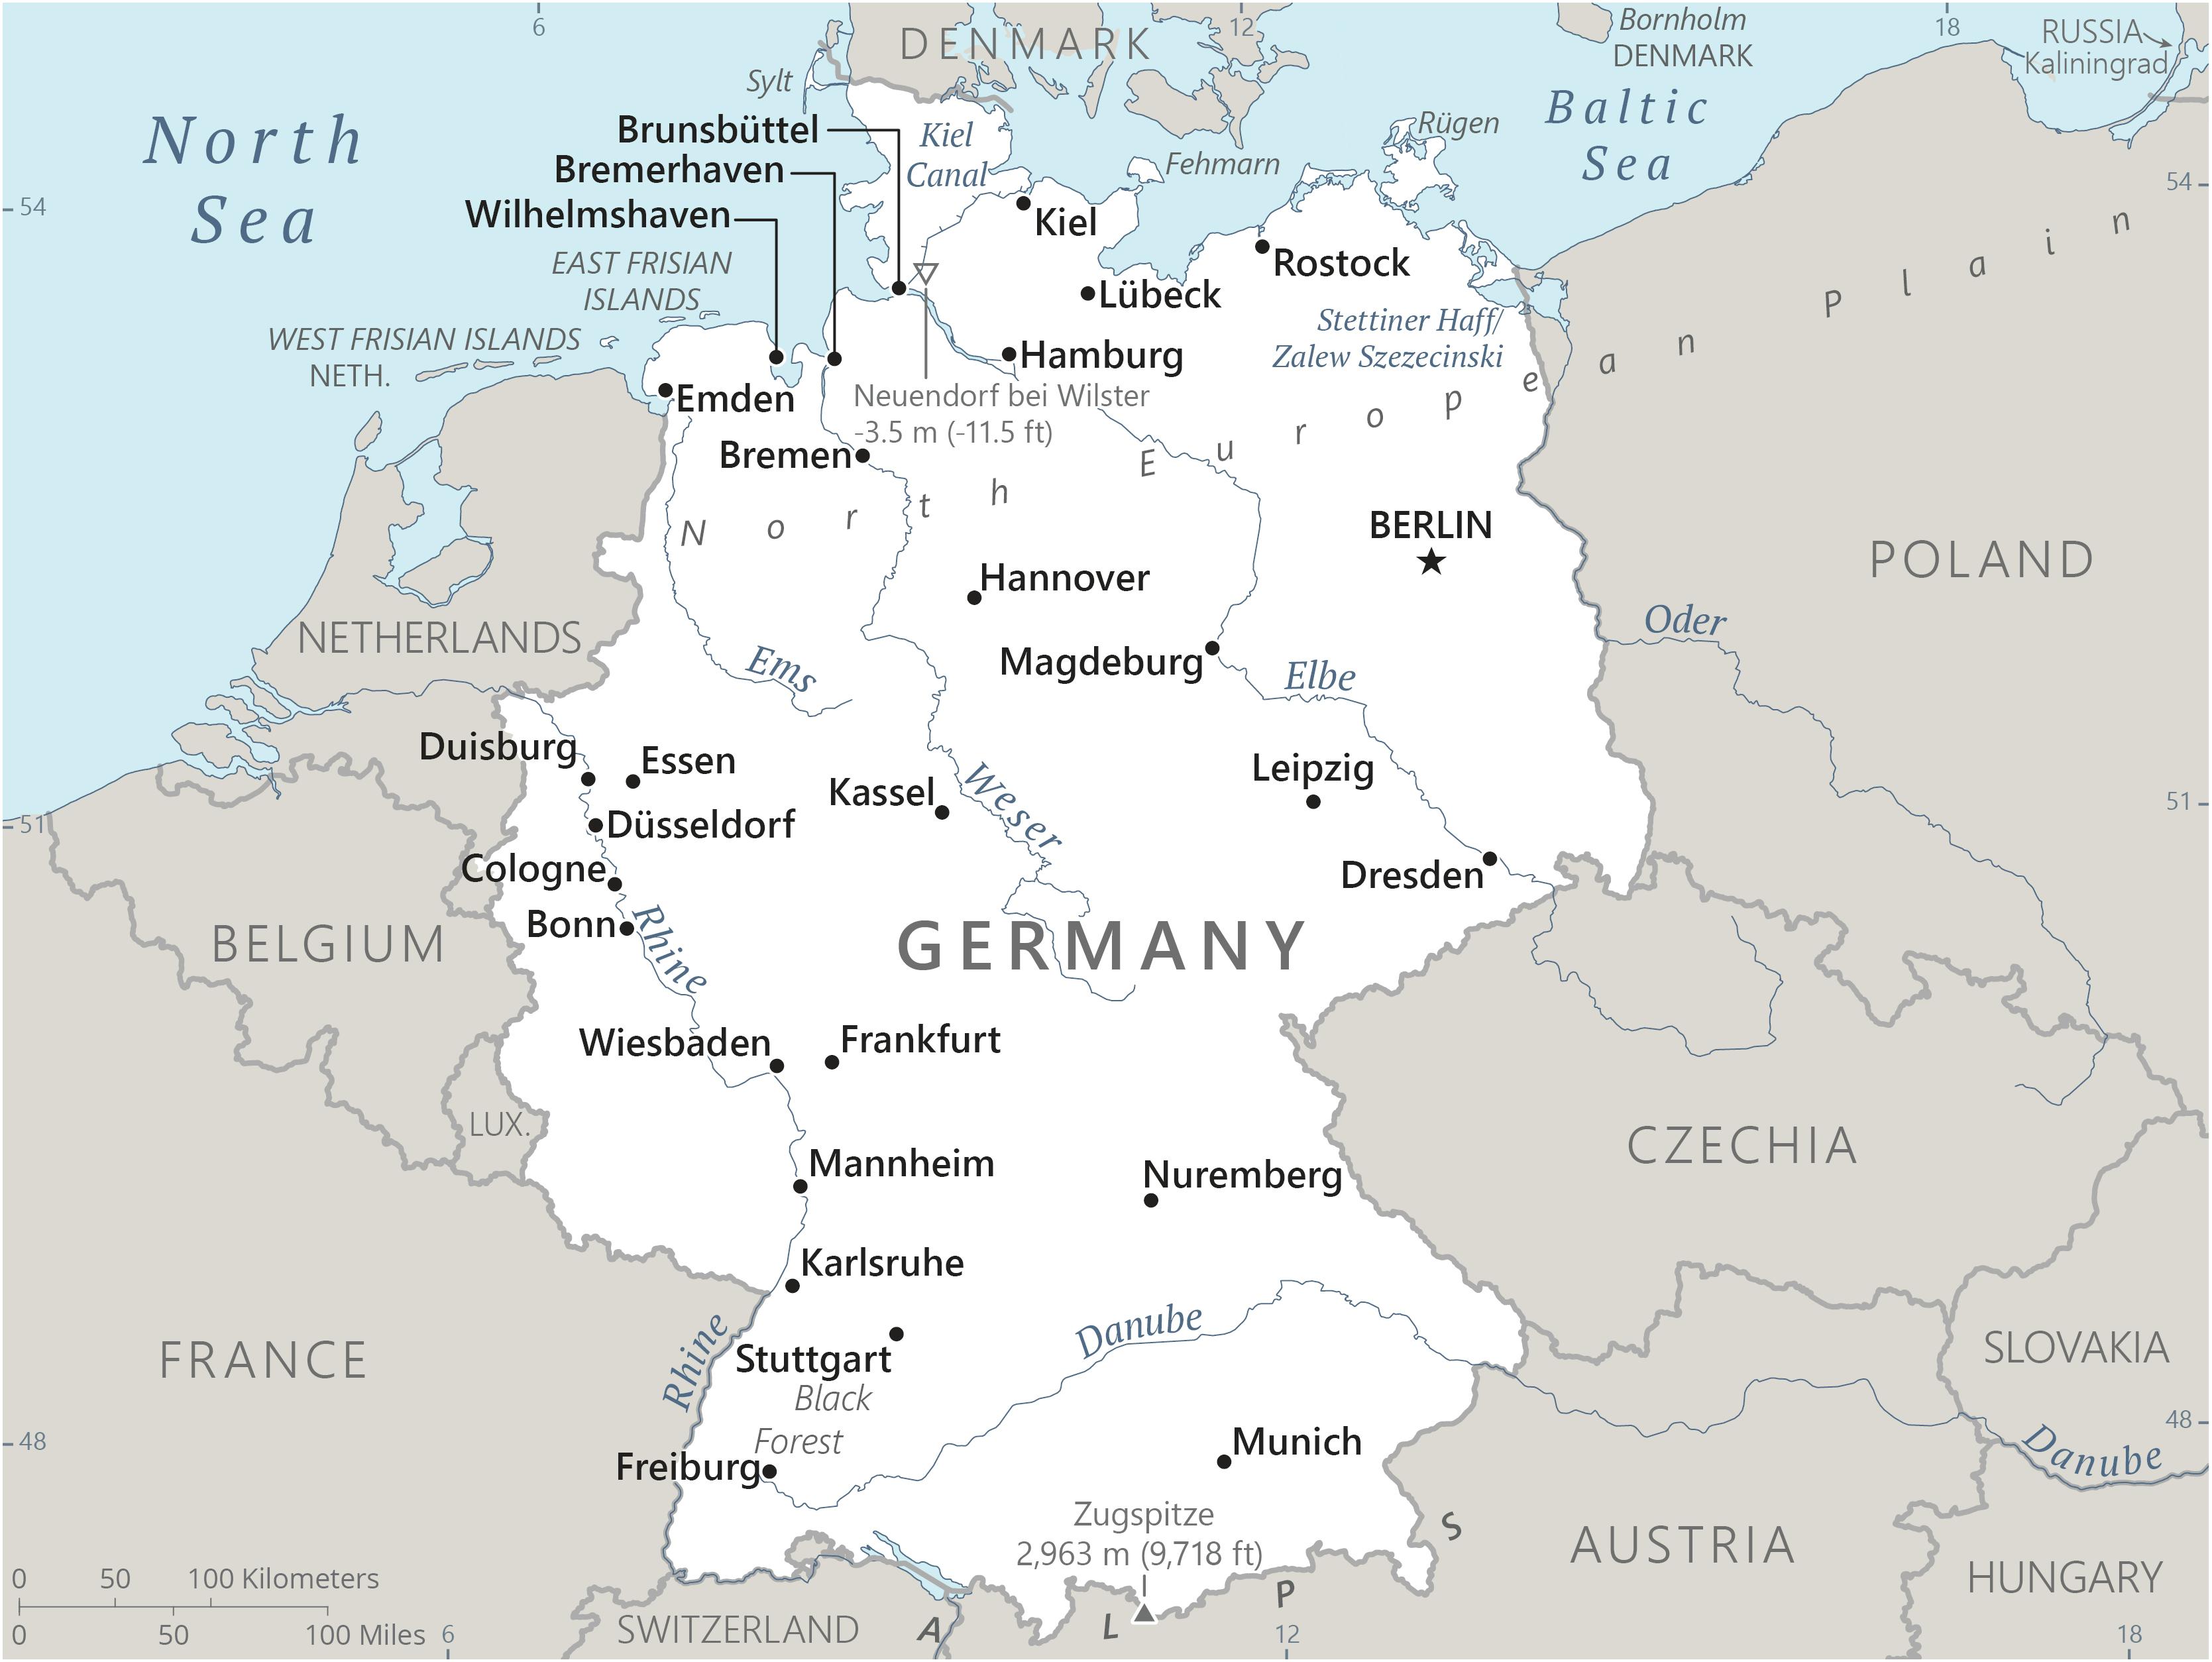 6
12
18
DENMARK
Bornholm
DENMARK
RUSSIA
Kaliningrad
Sylt
North
Sea
Baltic
Sea
Brunsbüttel
Kiel
Canal
Rügen
Bremerhaven
Fehmarn
54
54
Wilhelmshaven
Kiel
Rostock
EAST FRISIAN
ISLANDS
Lübeck
Stettiner Haff/
Zalew Szezecinski
WEST FRISIAN ISLANDS
NETH.
Hamburg
Emden
Neuendorf bei Wilster
-3.5 m (-11.5 ft)
Bremen
North European Plain
BERLIN
POLAND
Hannover
NETHERLANDS
Oder
Ems
Magdeburg
Elbe
Duisburg
Essen
Kassel
Weser
Leipzig
51
51
Düsseldorf
Cologne
Dresden
Bonn
Rhine
BELGIUM
GERMANY
Wiesbaden
Frankfurt
LUX.
CZECHIA
Mannheim
Nuremberg
Karlsruhe
FRANCE
Rhine
Stuttgart
Danube
SLOVAKIA
Black
Forest
48
48
Freiburg
Munich
Danube
Zugspitze
2,963 m (9,718 ft)
AUSTRIA
HUNGARY
ALPS
SWITZERLAND
0 50 100 Kilometers
0 50 100 Miles
6
12
18